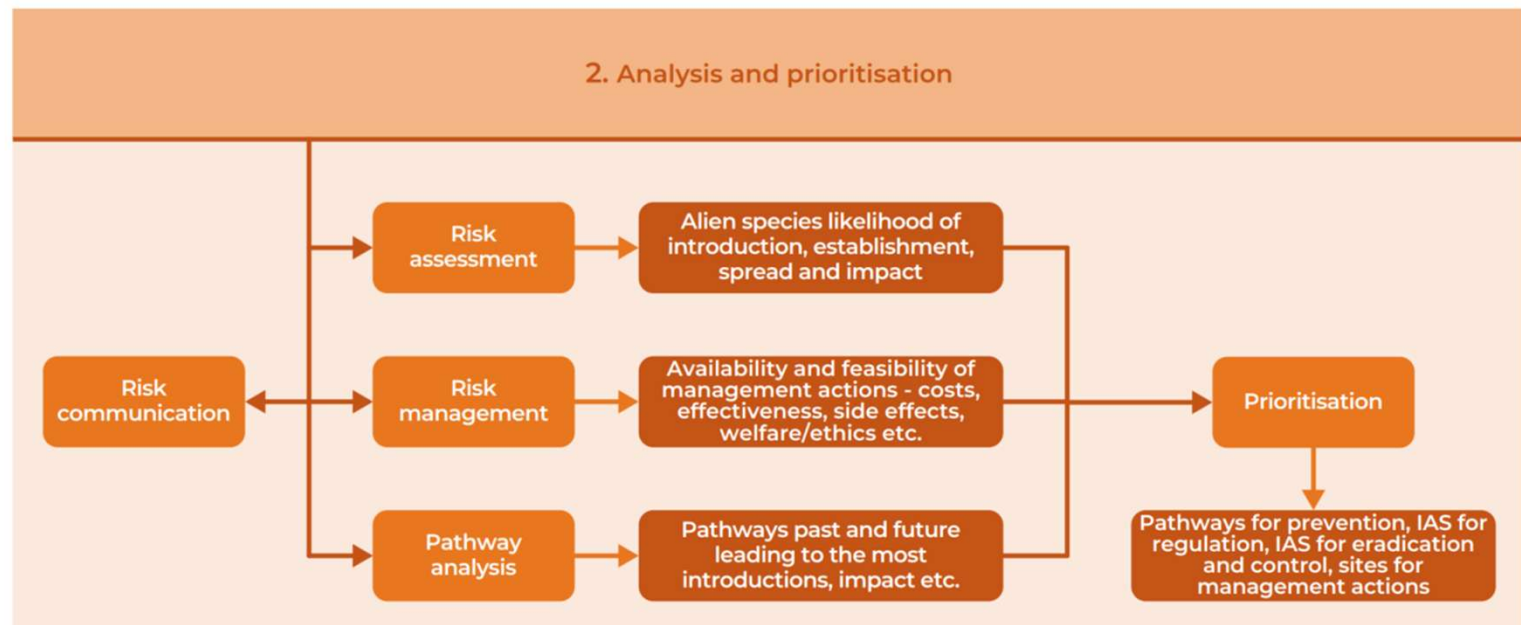 2. Analysis and prioritisation
Risk
assessment
Alien species likelihood of
introduction, establishment,
spread and impact
Risk
communication
Risk
management
Availability and feasibility of
management actions - costs,
effectiveness, side effects,
welfare/ethics etc.
Prioritisation
Pathway
analysis
Pathways past and future
leading to the most
introductions, impact etc.
Pathways for prevention, IAS for
regulation, IAS for eradication
and control, sites for
management actions